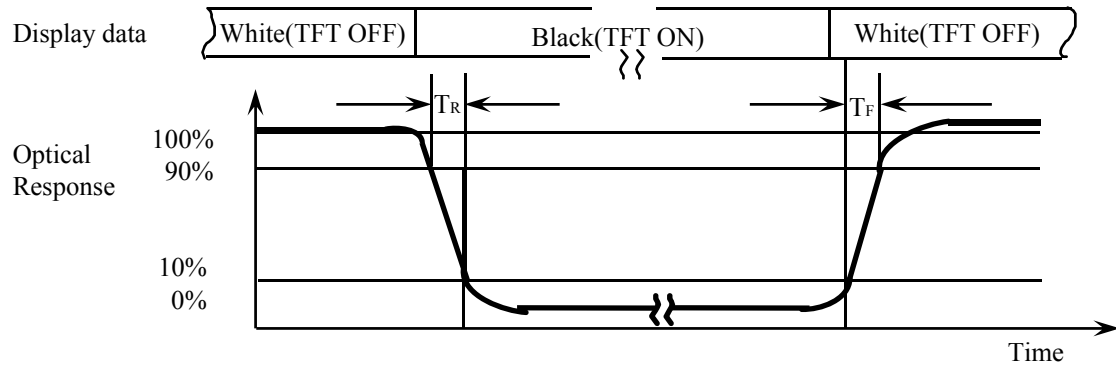 Display data
White(TFT OFF)
Black(TFT ON)
White(TFT OFF)
TR
TF
Optical
Response
100%
90%
10%
0%
Time